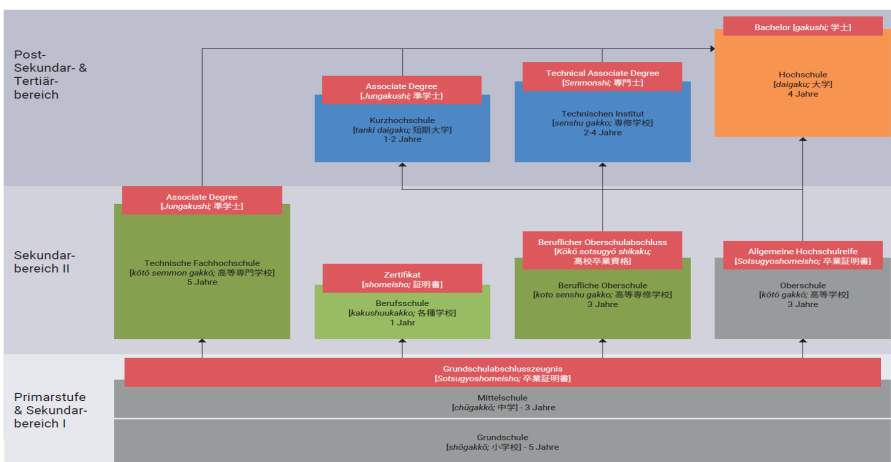 Post-
Sekundar- &
Tertiär-
bereich
Bachelor [gakushi; 学士]
Hochschule
[daigaku; 大学]
4 Jahre
Associate Degree
[Jungakushi; 準学士]
Kurzhochschule
[tanki daigaku; 短期大学]
1-2 Jahre
Technical Associate Degree
[Senmonshi; 専門士]
Technischen Institut
[senshu gakko; 専修学校]
2-4 Jahre
Sekundar-
bereich II
Associate Degree
[Jungakushi; 準学士]
Technische Fachhochschule
[kōtō semmon gakkō; 高等専門学校]
5 Jahre
Zertifikat
[shomeisho; 証明書]
Berufsschule
[kakushuukakko; 各種学校]
1 Jahr
Beruflicher Oberschulabschluss
[Kōkō sotsugyō shikaku;
高校卒業資格]
Berufliche Oberschule
[koto senshu gakko; 高等専修学校]
3 Jahre
Allgemeine Hochschulreife
[Sotsugyoshomeisho; 卒業証明書]
Oberschule
[kōtō gakkō; 高等学校]
3 Jahre
Primarstufe
& Sekundar-
bereich I
Grundschulabschlusszeugnis
[Sotsugyoshomeisho; 卒業証明書]
Mittelschule
[chūgakkō; 中学] - 3 Jahre
Grundschule
[shōgakkō; 小学校] - 5 Jahre